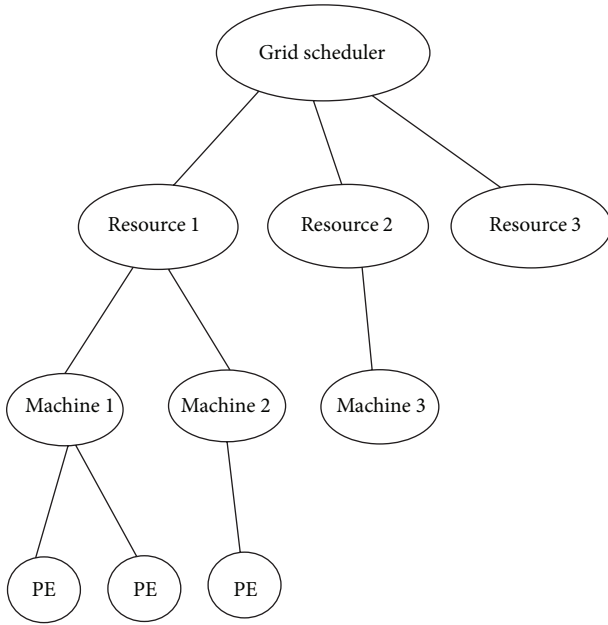 Grid scheduler
Resource 1
Resource 2
Resource 3
Machine 1
Machine 2
Machine 3
PE
PE
PE